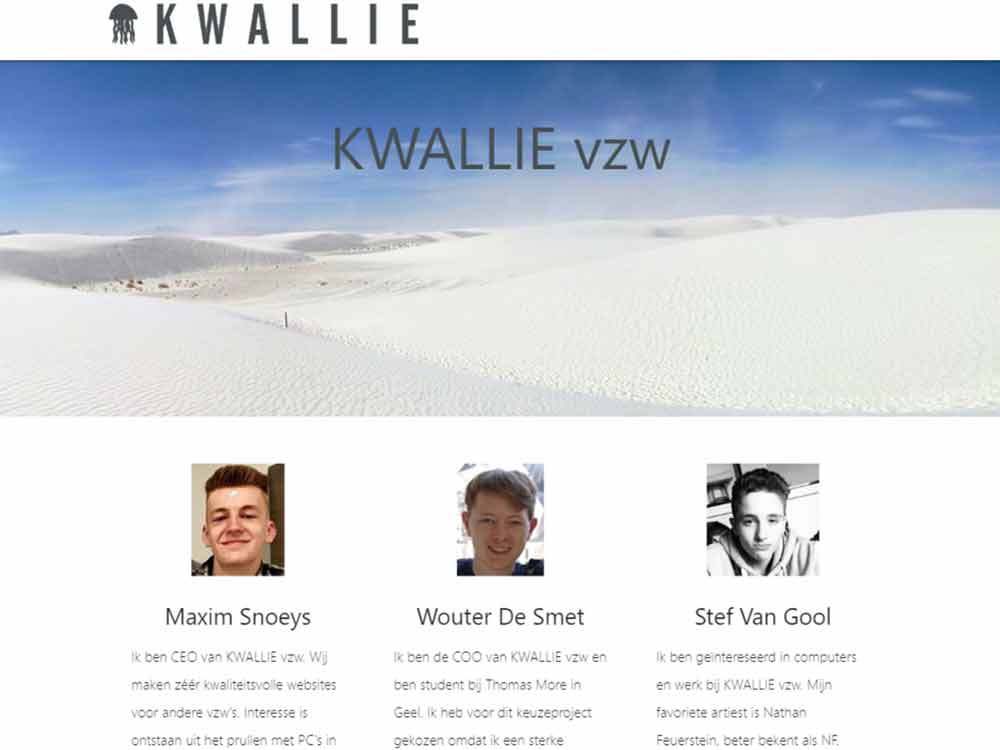 KWALLIE
KWALLIE vzw
Maxim Snoeys
Ik ben CEO van KWALLIE vzw. Wij
maken zéér kwaliteitsvolle websites
voor andere vzw's. Interesse is
ontstaan uit het prullen met PC's in
Wouter De Smet
Ik ben de COO van KWALLIE vzw en
ben student bij Thomas More in
Geel. Ik heb voor dit keuzeproject
gekozen omdat ik een sterke
Stef Van Gool
Ik ben geïntereseerd in computers
en werk bij KWALLIE vzw. Mijn
favoriete artiest is Nathan
Feuerstein, beter bekent als NF.